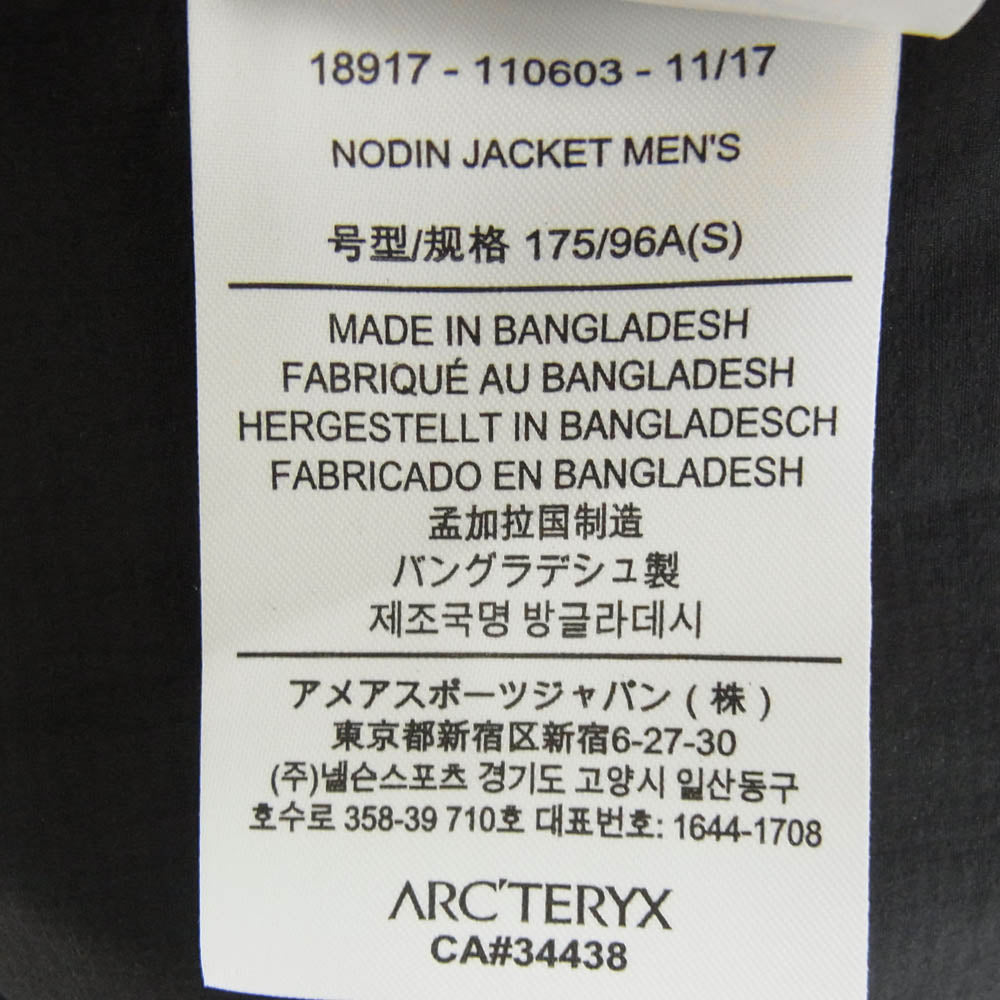 18917 - 110603 - 11/17
NODIN JACKET MEN'S
号型/规格 175/96A(S)
MADE IN BANGLADESH
FABRIQUÉ AU BANGLADESH
HERGESTELLT IN BANGLADESCH
FABRICADO EN BANGLADESH
孟加拉国制造
バングラデシュ製
제조국명 방글라데시
アメアスポーツジャパン ( 株 )
東京都新宿区新宿6-27-30
(주)넬슨스포츠 경기도 고양시 일산동구
호수로 358-39 710호 대표번호: 1644-1708
ARC'TERYX
CA#34438